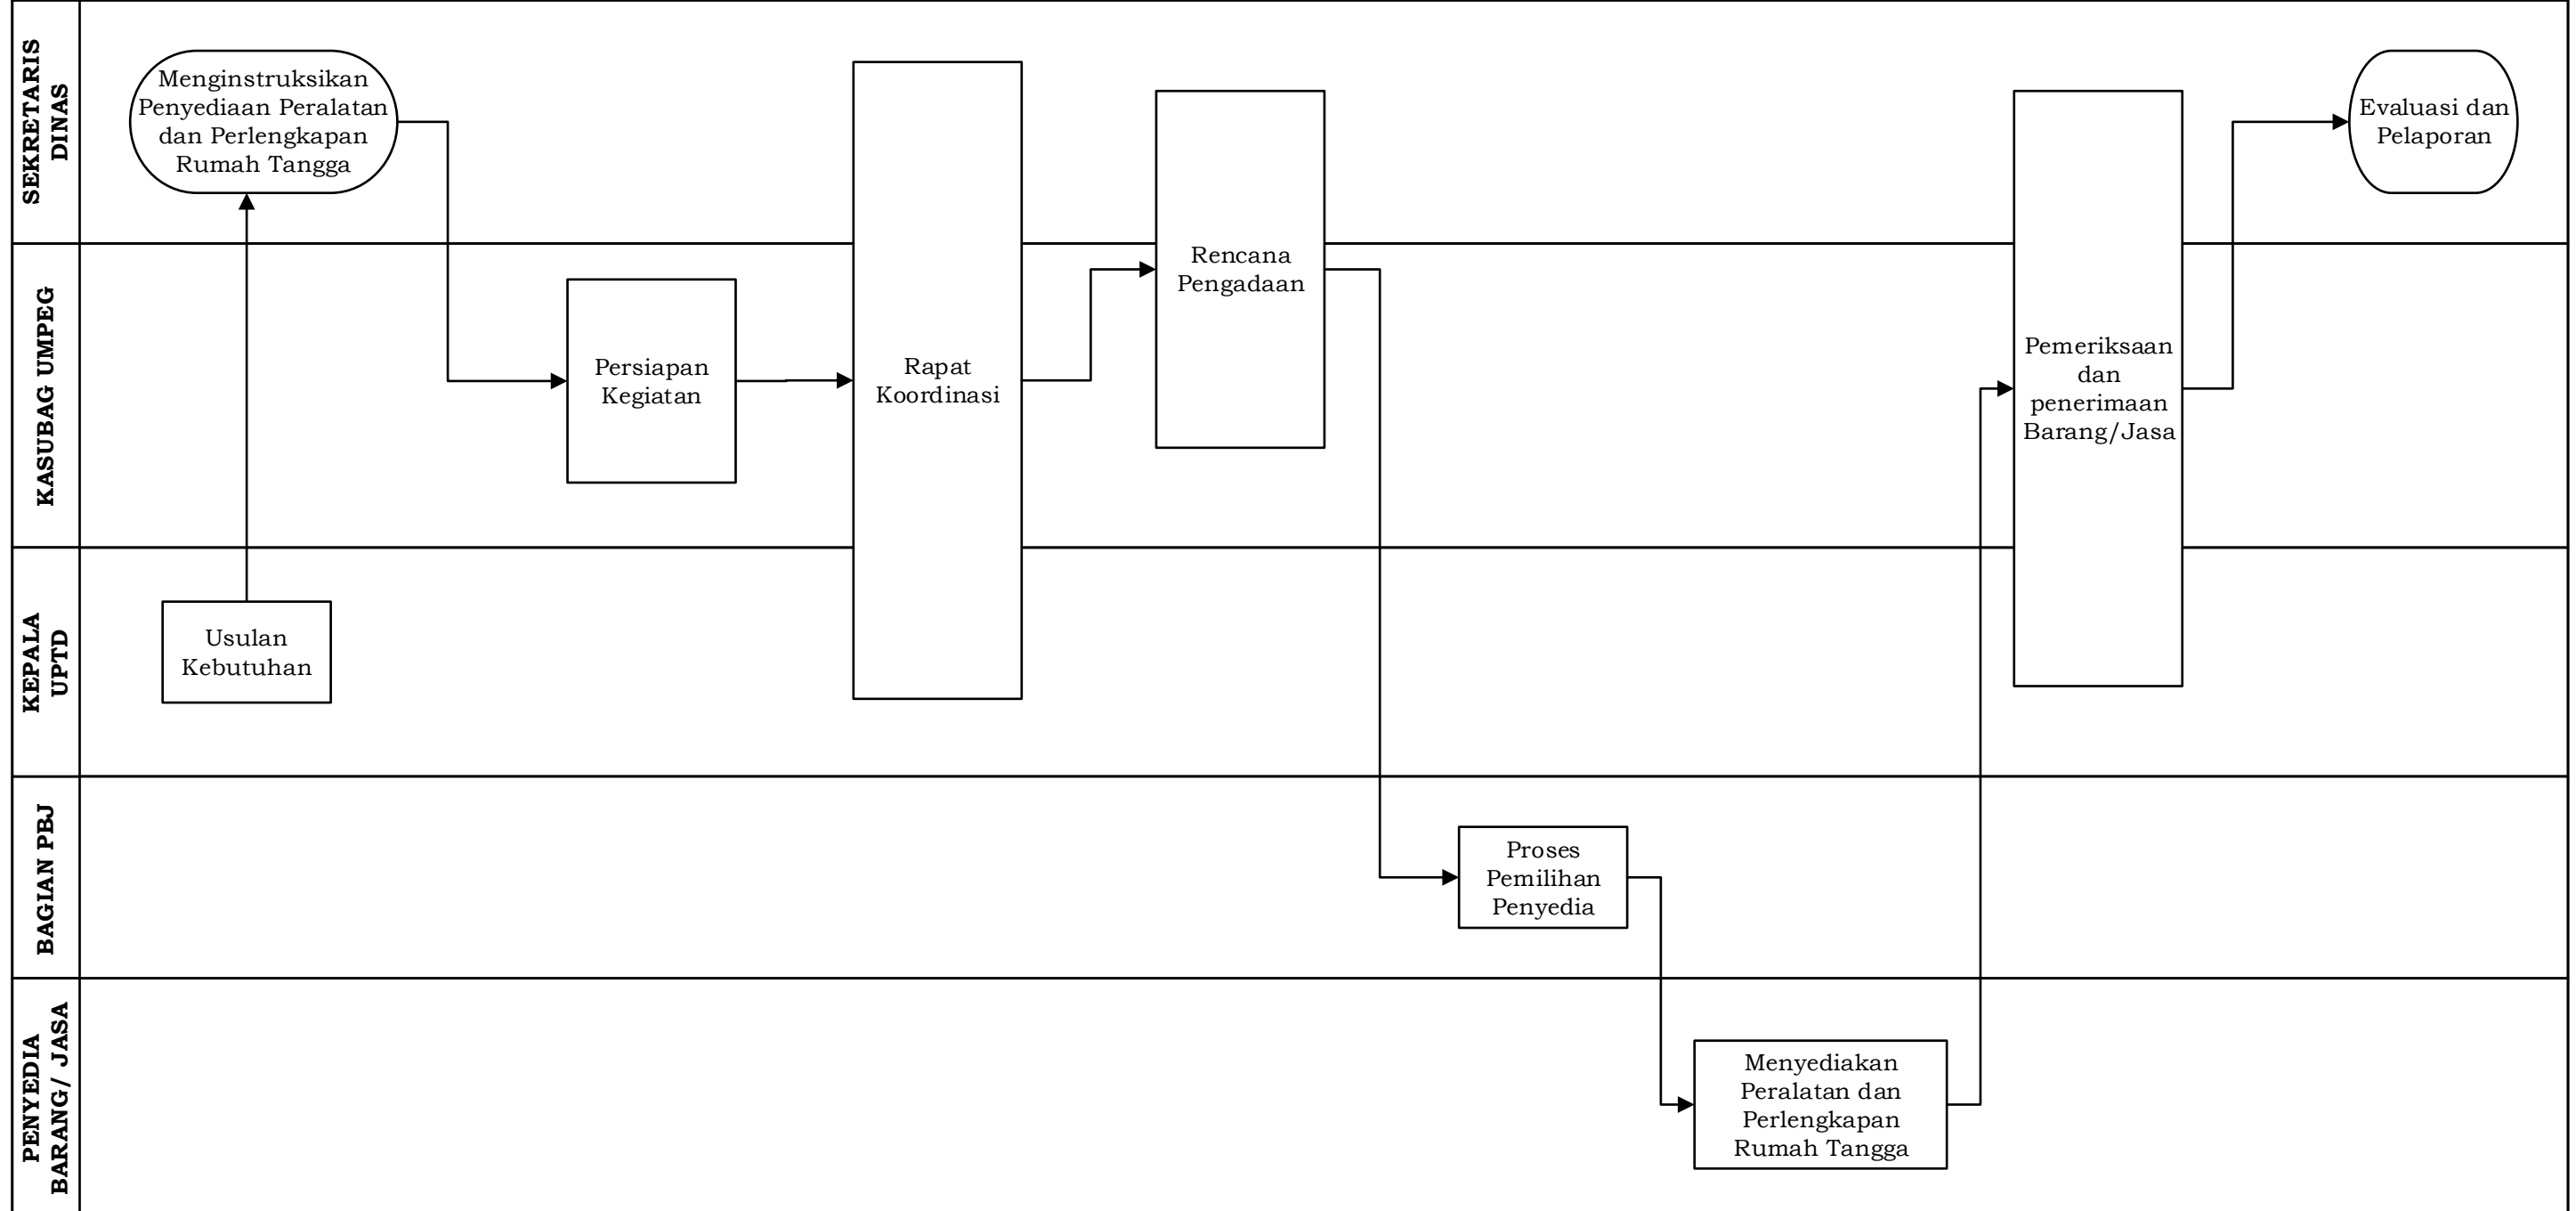 SEKRETARIS
DINAS
Menginstruksikan
Penyediaan Peralatan
dan Perlengkapan
Rumah Tangga
Evaluasi dan
Pelaporan
KASUBAG UMPEG
Persiapan
Kegiatan
Rapat
Koordinasi
Rencana
Pengadaan
Pemeriksaan
dan
penerimaan
Barang/Jasa
KEPALA
UPTD
Usulan
Kebutuhan
BAGIAN PBJ
Proses
Pemilihan
Penyedia
PENYEDIA
BARANG/ JASA
Menyediakan
Peralatan dan
Perlengkapan
Rumah Tangga